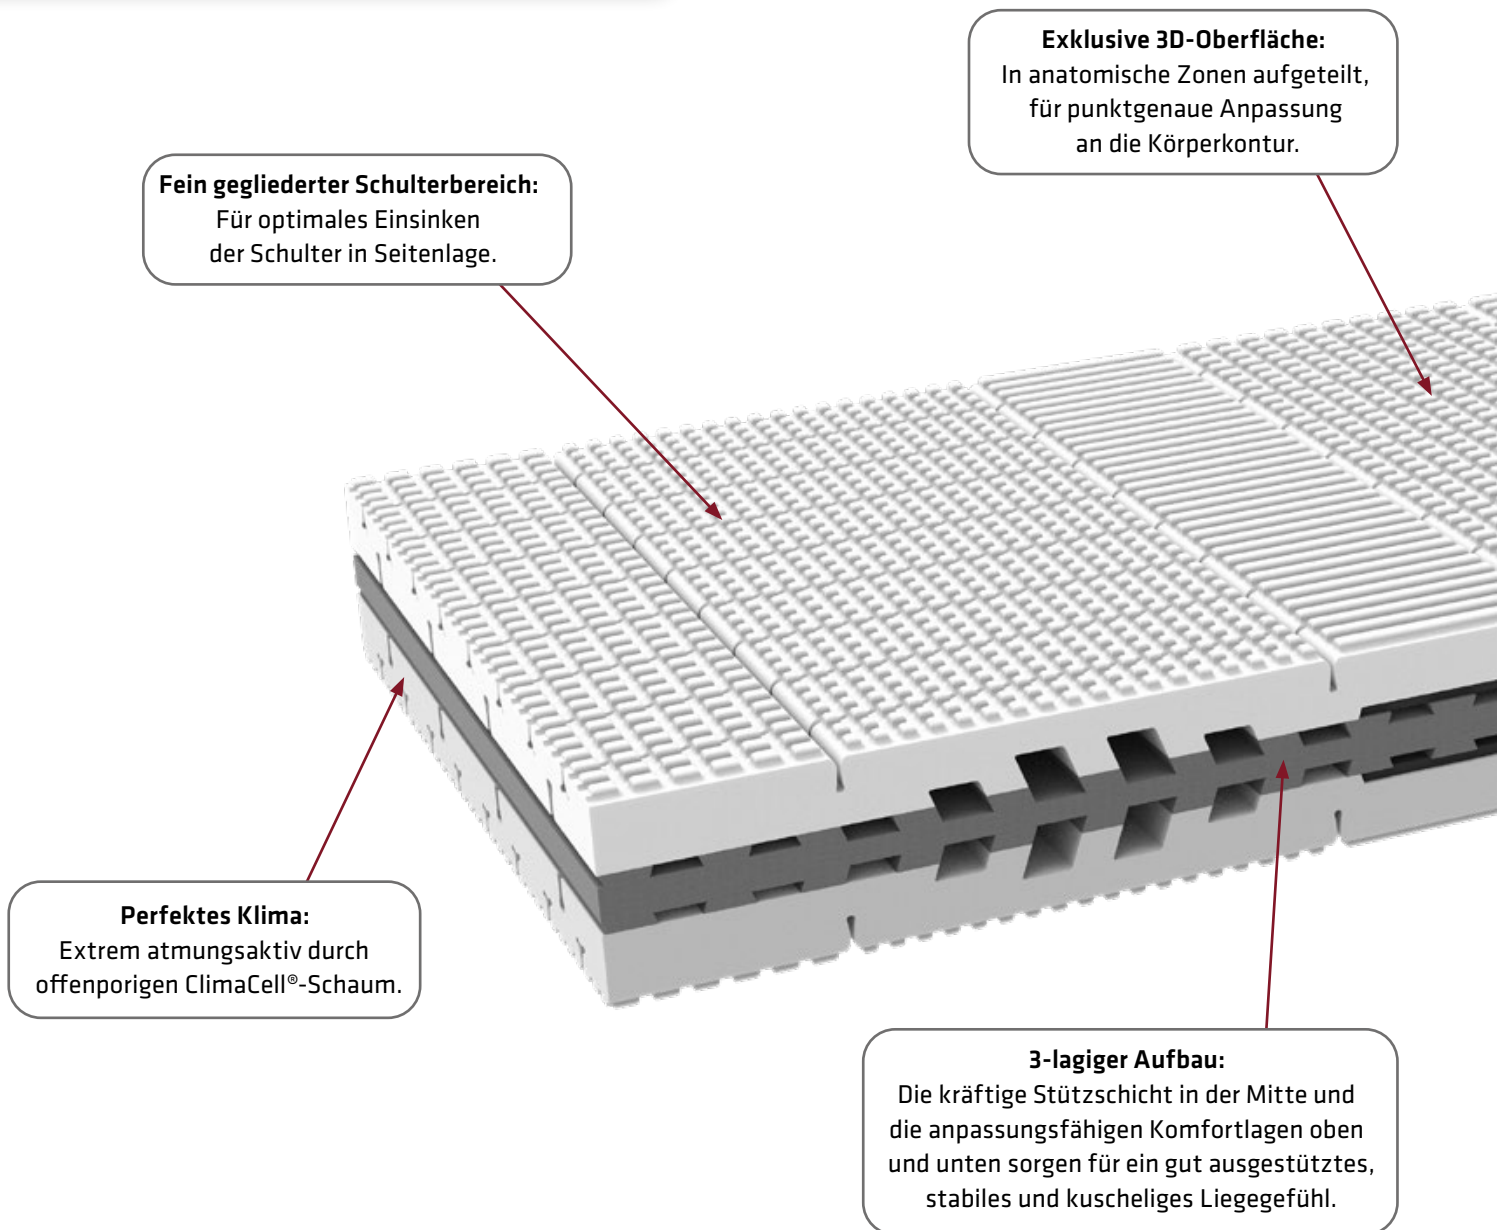 Exklusive 3D-Oberfläche:
In anatomische Zonen aufgeteilt,
für punktgenaue Anpassung
an die Körperkontur.
Fein gegliederter Schulterbereich:
Für optimales Einsinken
der Schulter in Seitenlage.
Perfektes Klima:
Extrem atmungsaktiv durch
offenporigen ClimaCell®-Schaum.
3-lagiger Aufbau:
Die kräftige Stützschicht in der Mitte und
die anpassungsfähigen Komfortlagen oben
und unten sorgen für ein gut ausgestütztes,
stabiles und kuscheliges Liegegefühl.